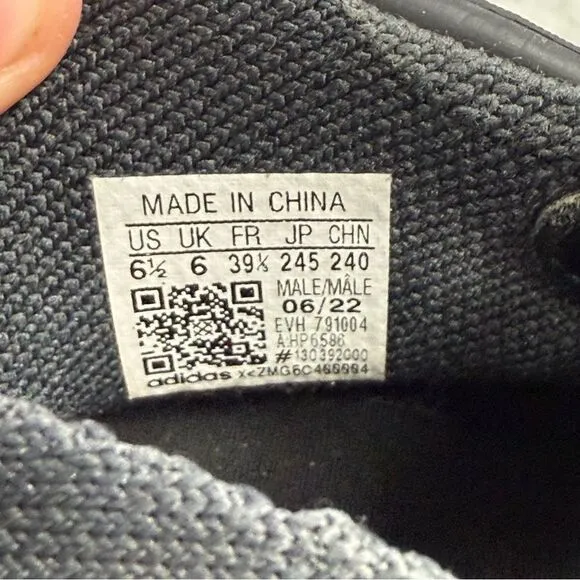 MADE IN CHINA
US UK FR JP CHN
6½ 6 39⅓ 245 240
MALE/MÂLE
06/22
EVH 791004
A:HP6586
#130392000
adidas